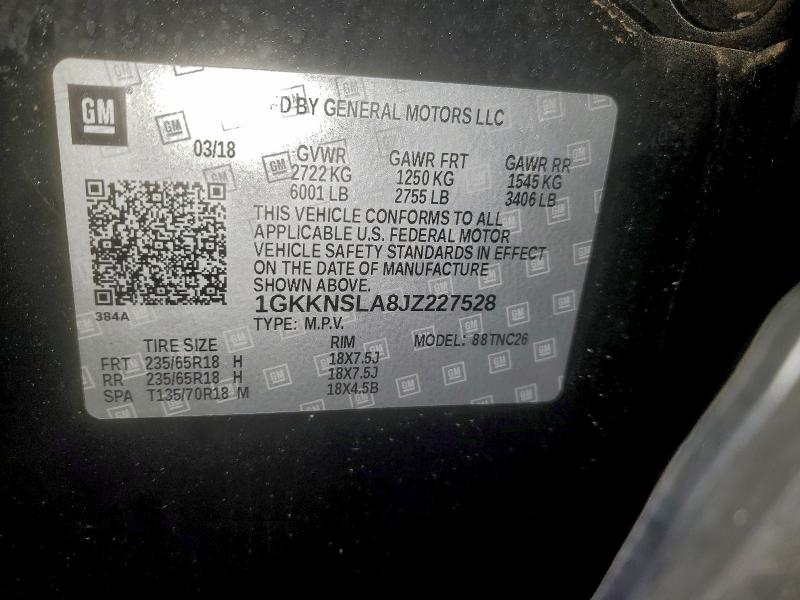 GM
D BY GENERAL MOTORS LLC
03/18
GVWR GAWR FRT GAWR RR
2722 KG 1250 KG 1545 KG
6001 LB 2755 LB 3406 LB
THIS VEHICLE CONFORMS TO ALL
APPLICABLE U.S. FEDERAL MOTOR
VEHICLE SAFETY STANDARDS IN EFFECT
ON THE DATE OF MANUFACTURE
SHOWN ABOVE.
1GKKNSLA8JZ227528
384A
TYPE: M.P.V. MODEL: 88TNC26
TIRE SIZE RIM
FRT 235/65R18 H 18X7.5J
RR 235/65R18 H 18X7.5J
SPA T135/70R18 M 18X4.5B